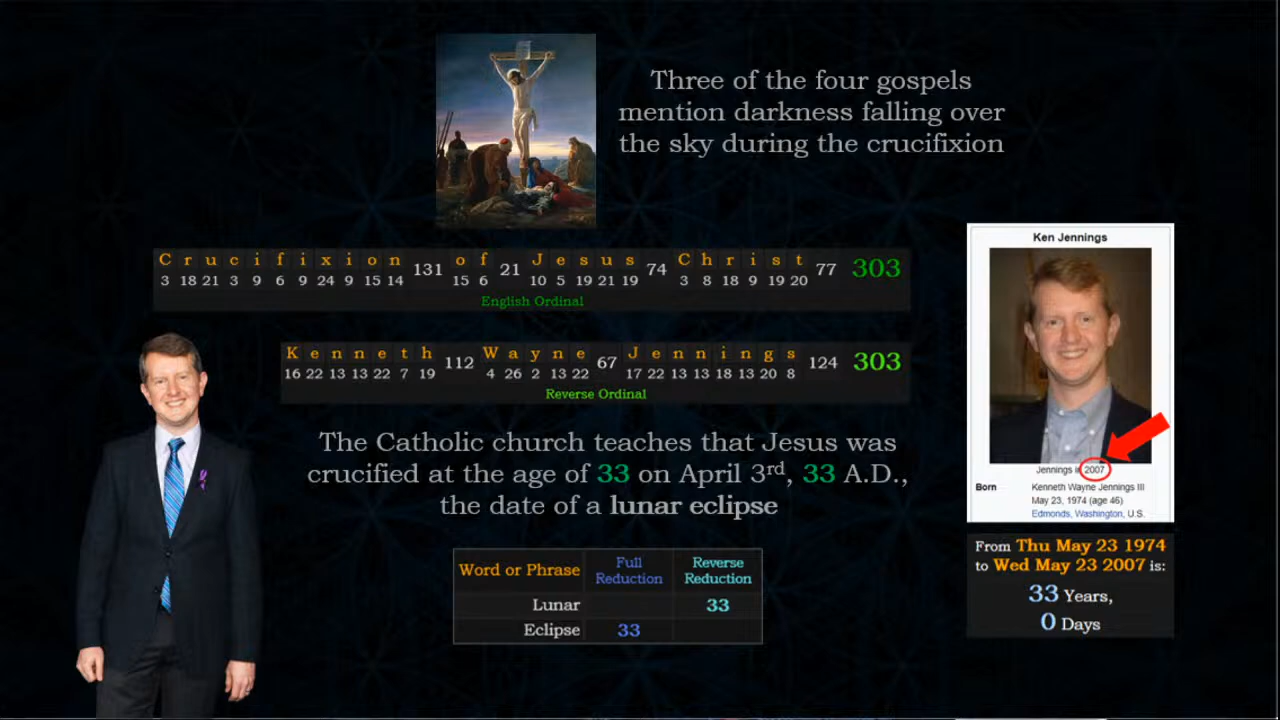 Three of the four gospels
mention darkness falling over
the sky during the crucifixion
C r u c i f i x i o n 131 o f 21 J e s u s 74 C h r i s t 77 303
3 18 21 3 9 6 9 24 9 15 14 15 6 10 5 19 21 19 3 8 18 9 19 20
English Ordinal
K e n n e t h 112 W a y n e 67 J e n n i n g s 124 303
16 22 13 13 22 7 19 4 26 2 13 22 17 22 13 13 18 13 20 8
Reverse Ordinal
The Catholic church teaches that Jesus was
crucified at the age of 33 on April 3rd, 33 A.D.,
the date of a lunar eclipse
Word or Phrase Full Reduction Reverse Reduction
Lunar 33
Eclipse 33
Ken Jennings
Jennings in 2007
Born Kenneth Wayne Jennings III
May 23, 1974 (age 46)
Edmonds, Washington, U.S.
From Thu May 23 1974
to Wed May 23 2007 is:
33 Years,
0 Days